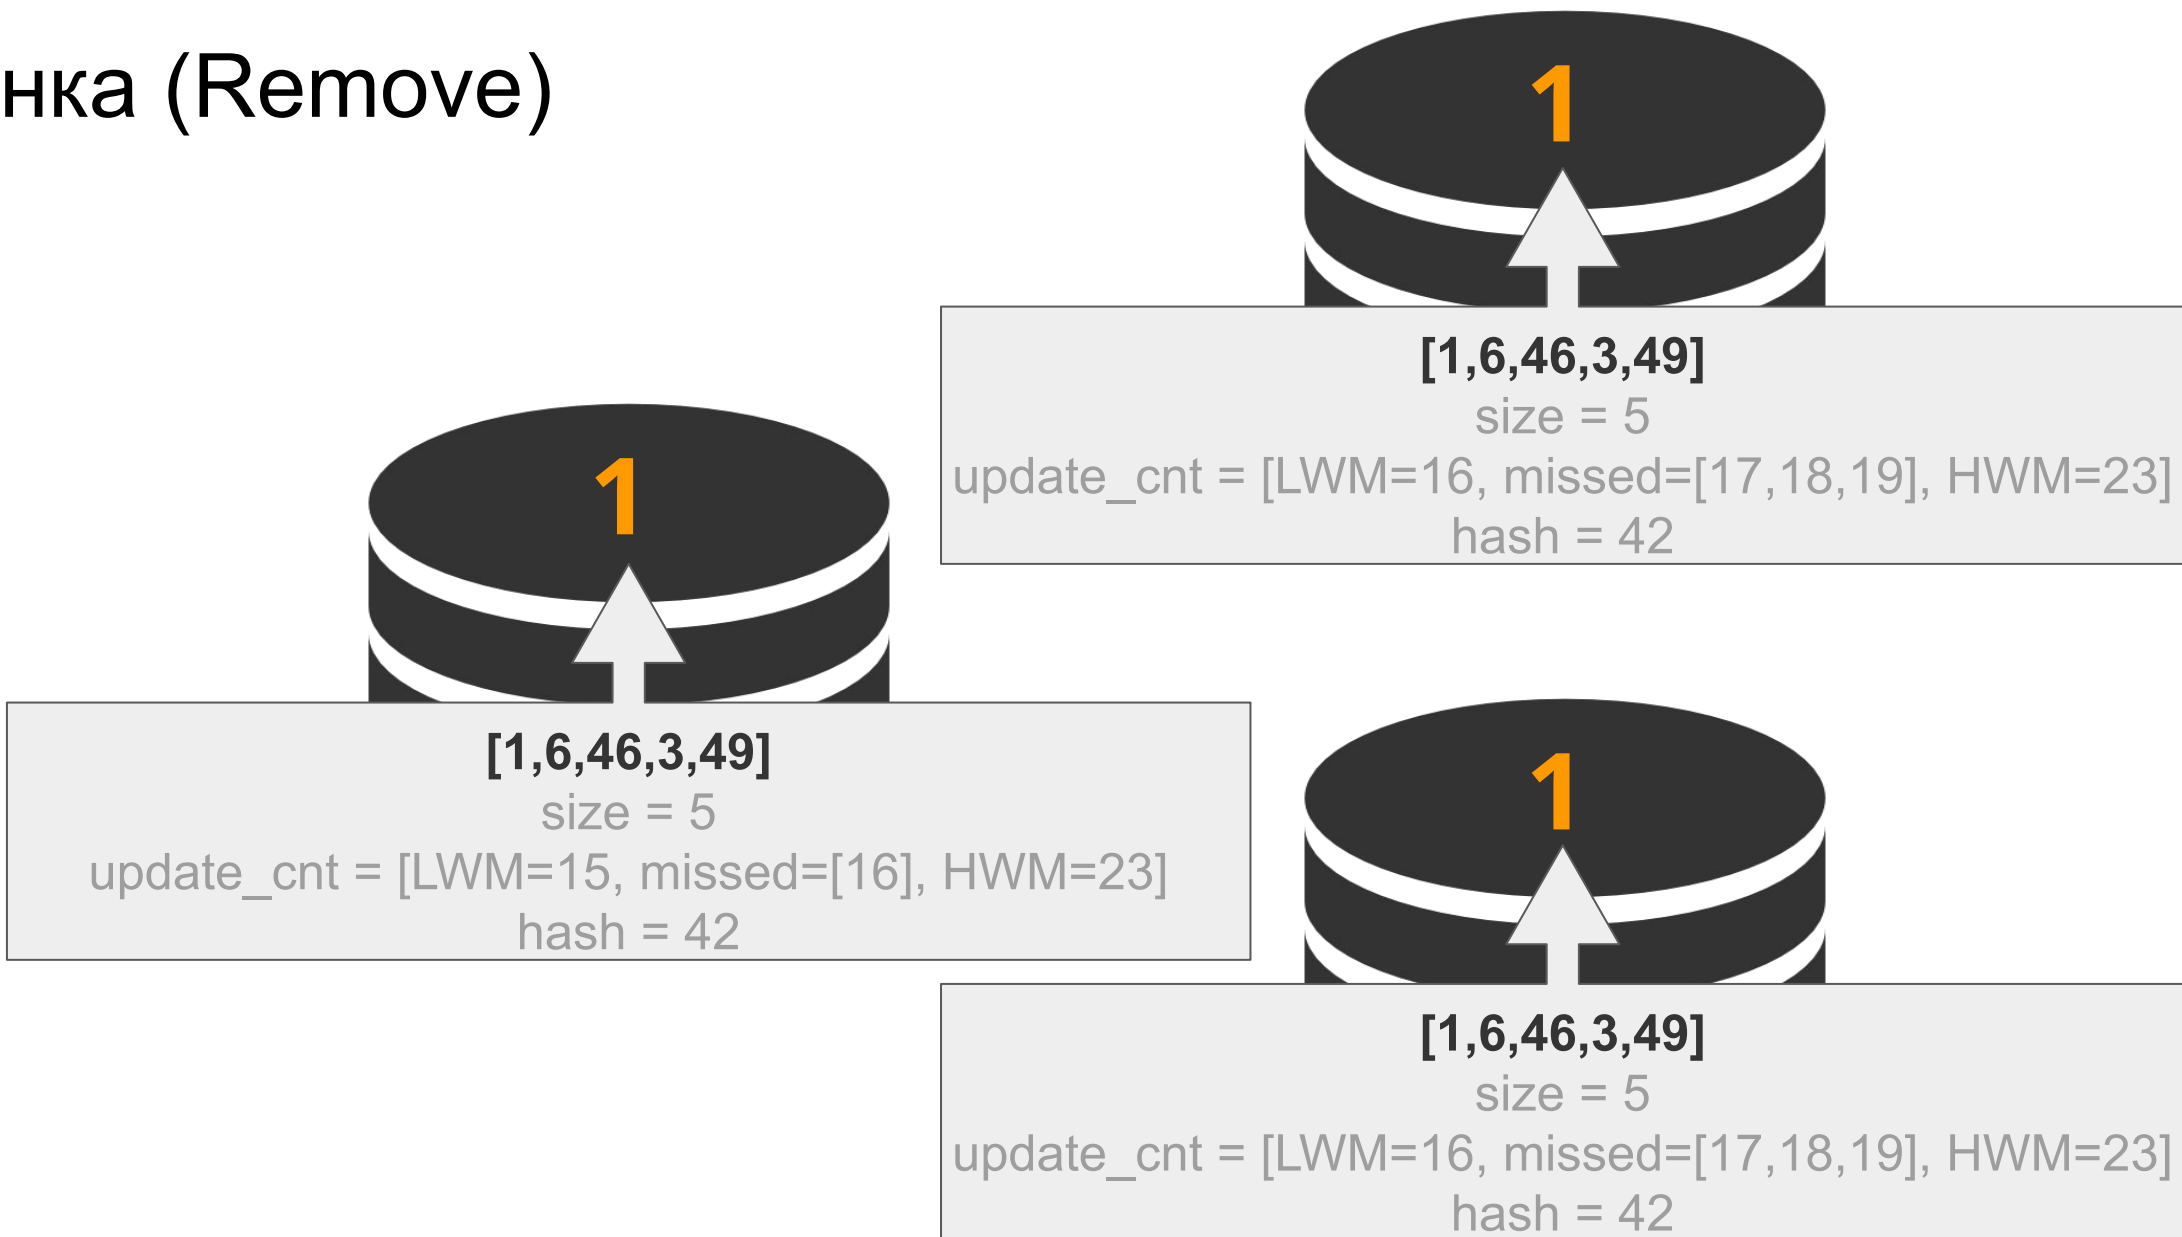 нка (Remove)
1
[1,6,46,3,49]
size = 5
update_cnt = [LWM=16, missed=[17,18,19], HWM=23]
hash = 42
1
[1,6,46,3,49]
size = 5
update_cnt = [LWM=15, missed=[16], HWM=23]
hash = 42
1
[1,6,46,3,49]
size = 5
update_cnt = [LWM=16, missed=[17,18,19], HWM=23]
hash = 42